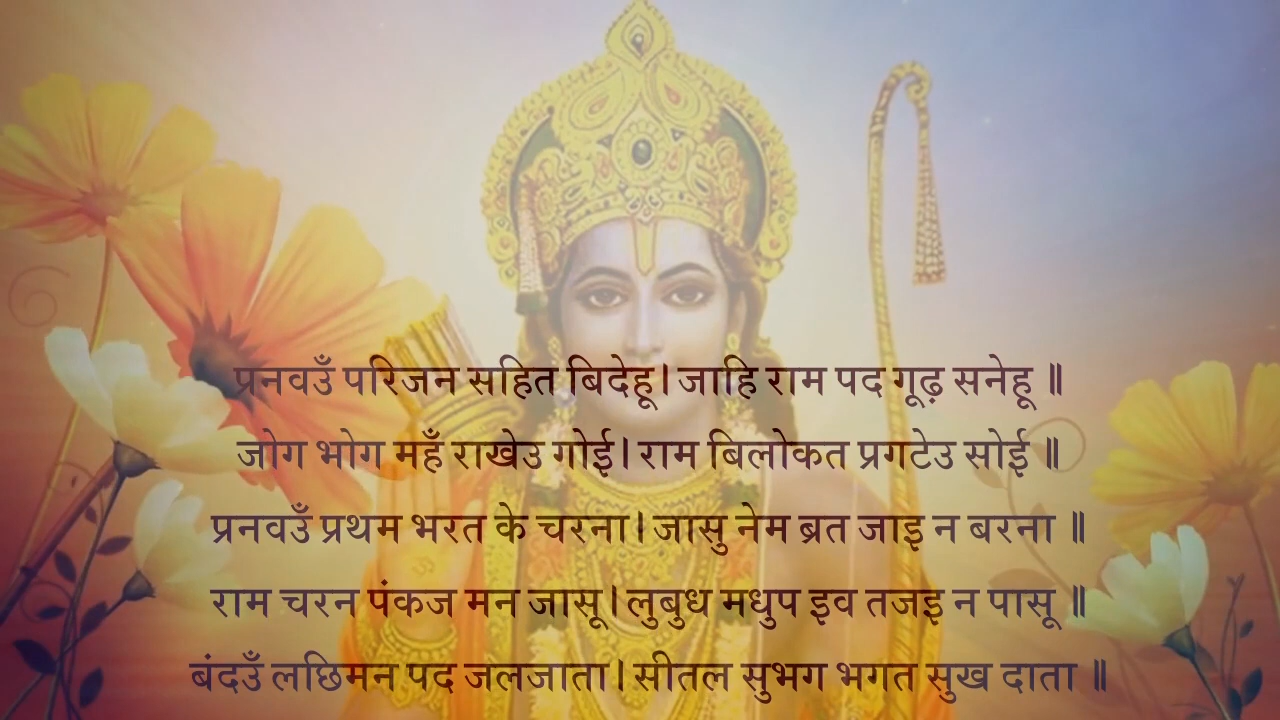 प्रनवउँ परिजन सहित बिदेहू। जाहि राम पद गूढ़ सनेहू ॥
जोग भोग महँ राखेउ गोई। राम बिलोकत प्रगटेउ सोई ॥
प्रनवउँ प्रथम भरत के चरना। जासु नेम ब्रत जाइ न बरना ॥
राम चरन पंकज मन जासू। लुबुध मधुप इव तजइ न पासू ॥
बंदउँ लछिमन पद जलजाता। सीतल सुभग भगत सुख दाता ॥